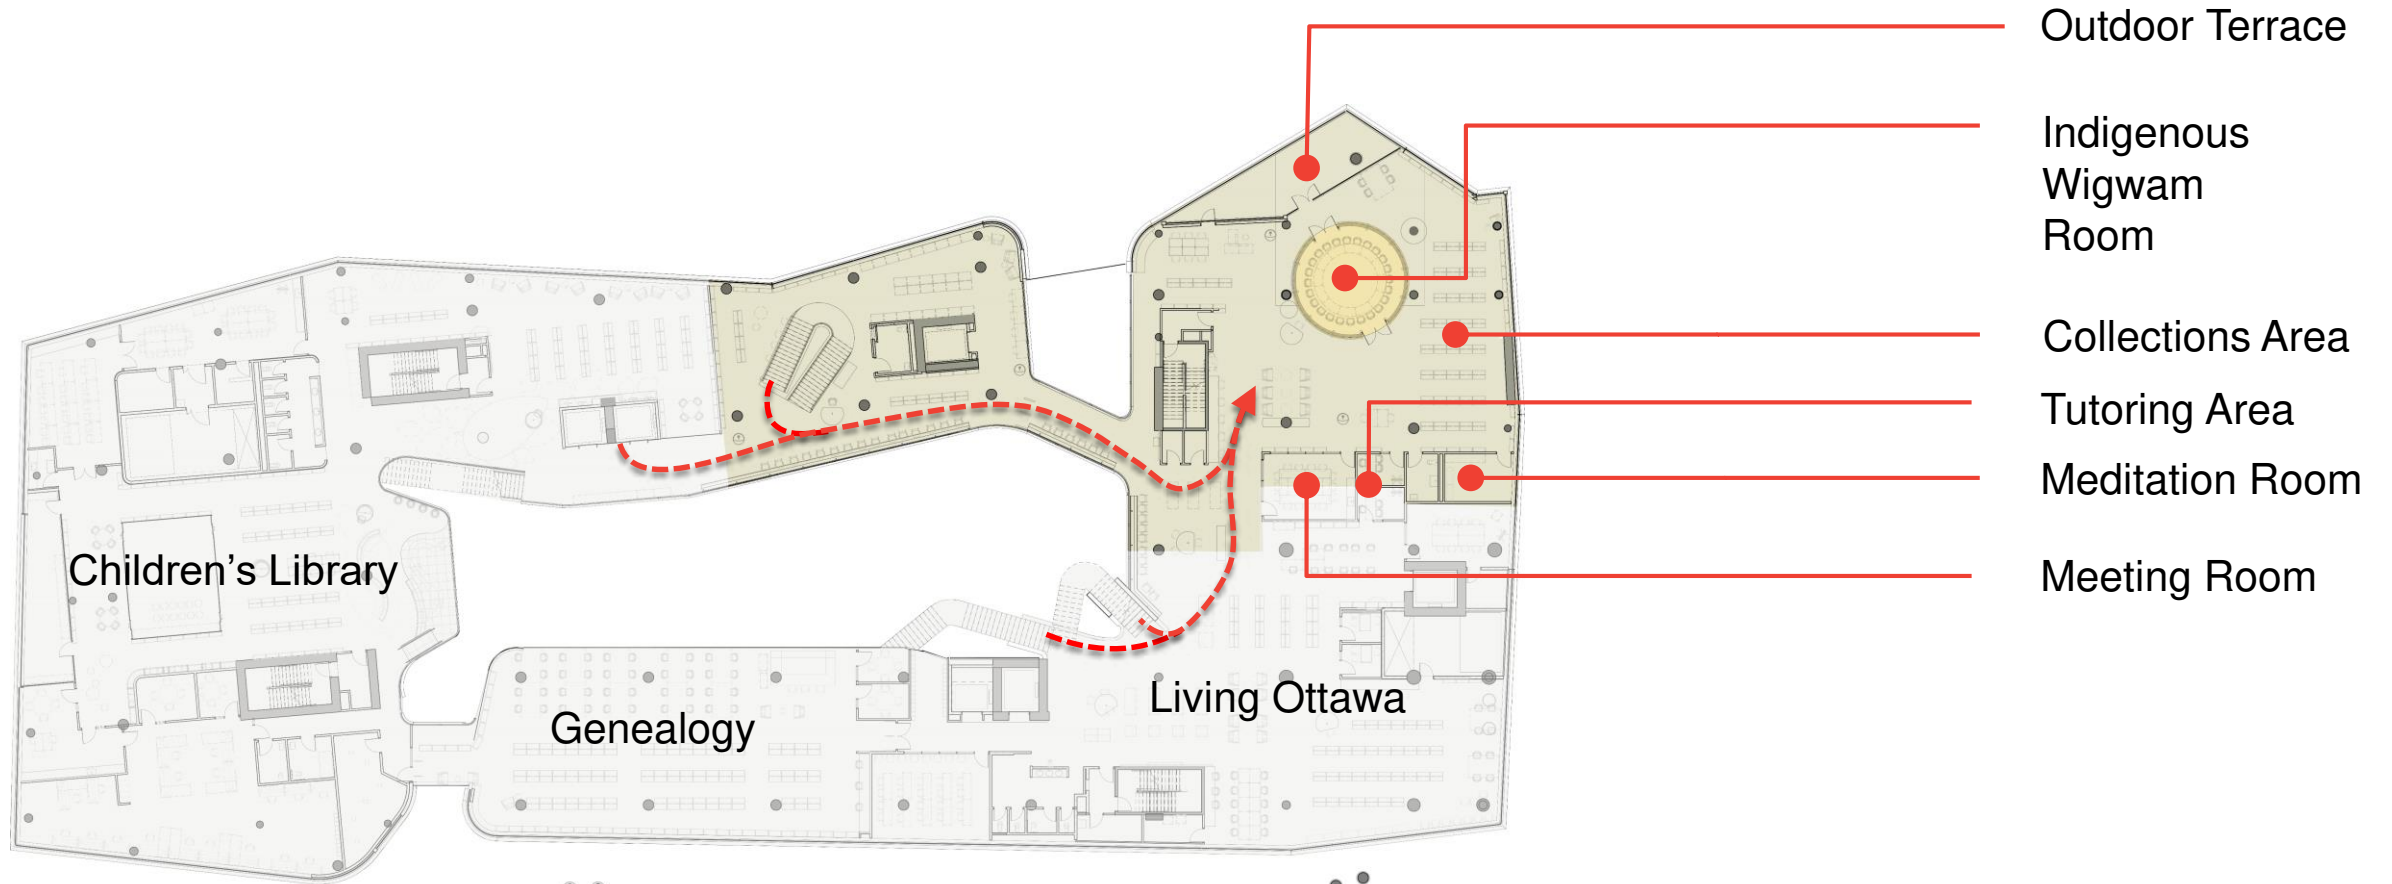 Outdoor Terrace
Indigenous
Wigwam
Room
Collections Area
Tutoring Area
Meditation Room
Meeting Room
Children’s Library
Living Ottawa
Genealogy